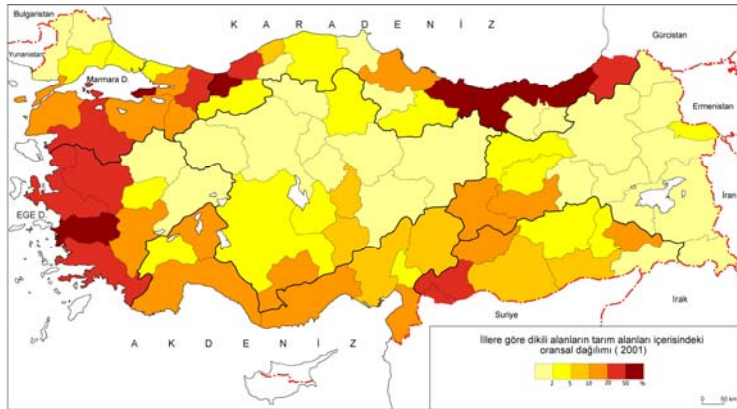 Bulgaristan
K A R A D E N İ Z
Gürcistan
Yunanistan
Marmara D.
Ermenistan
İran
EGE D.
Irak
Suriye
A K D E N İ Z
İllere göre dikili alanların tarım alanları içerisindeki
oransal dağılımı ( 2001)
2 5 10 20 50 %
0 50 km